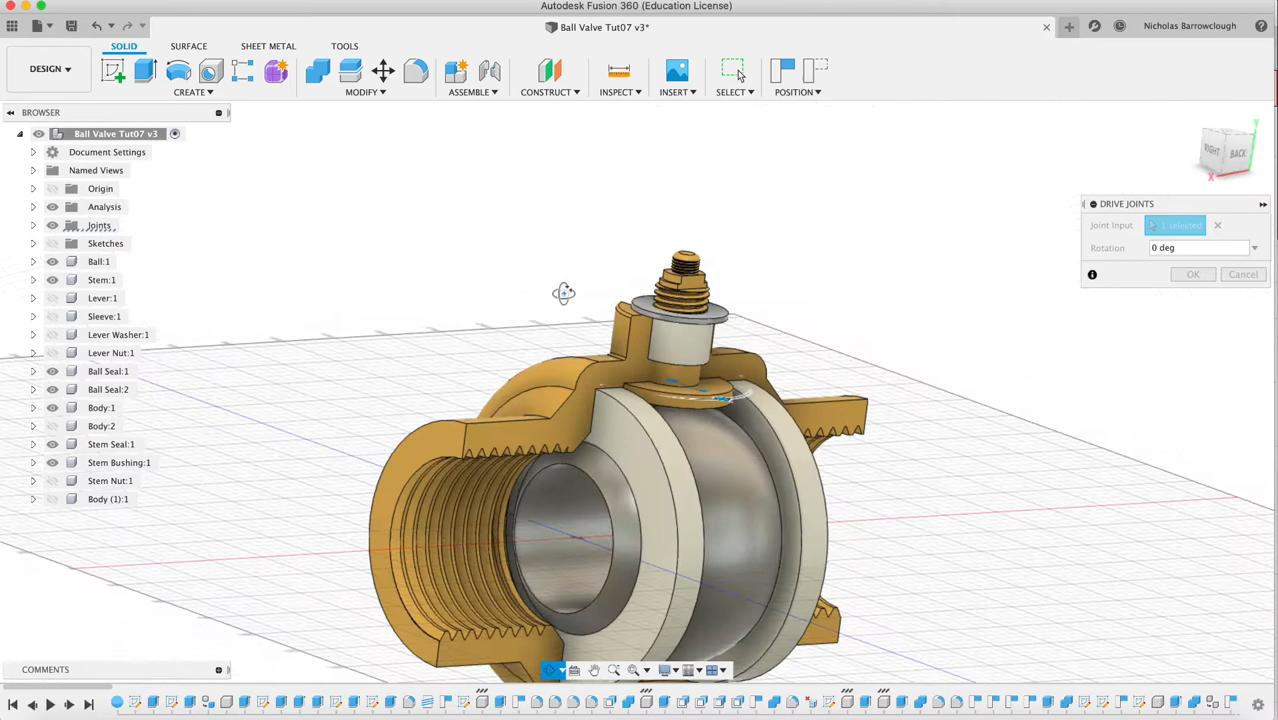 Autodesk Fusion 360 (Education License)
Ball Valve Tut07 v3*
Nicholas Barrowclough
SOLID SURFACE SHEET METAL TOOLS
DESIGN
CREATE MODIFY ASSEMBLE CONSTRUCT INSPECT INSERT SELECT POSITION
BROWSER
Ball Valve Tut07 v3
Document Settings
Named Views
Origin
Analysis
Joints
Sketches
Ball:1
Stem:1
Lever:1
Sleeve:1
Lever Washer:1
Lever Nut:1
Ball Seal:1
Ball Seal:2
Body:1
Body:2
Stem Seal:1
Stem Bushing:1
Stem Nut:1
Body (1):1
RIGHT BACK
Y
X
DRIVE JOINTS
Joint Input 1 selected
Rotation 0 deg
OK Cancel
COMMENTS